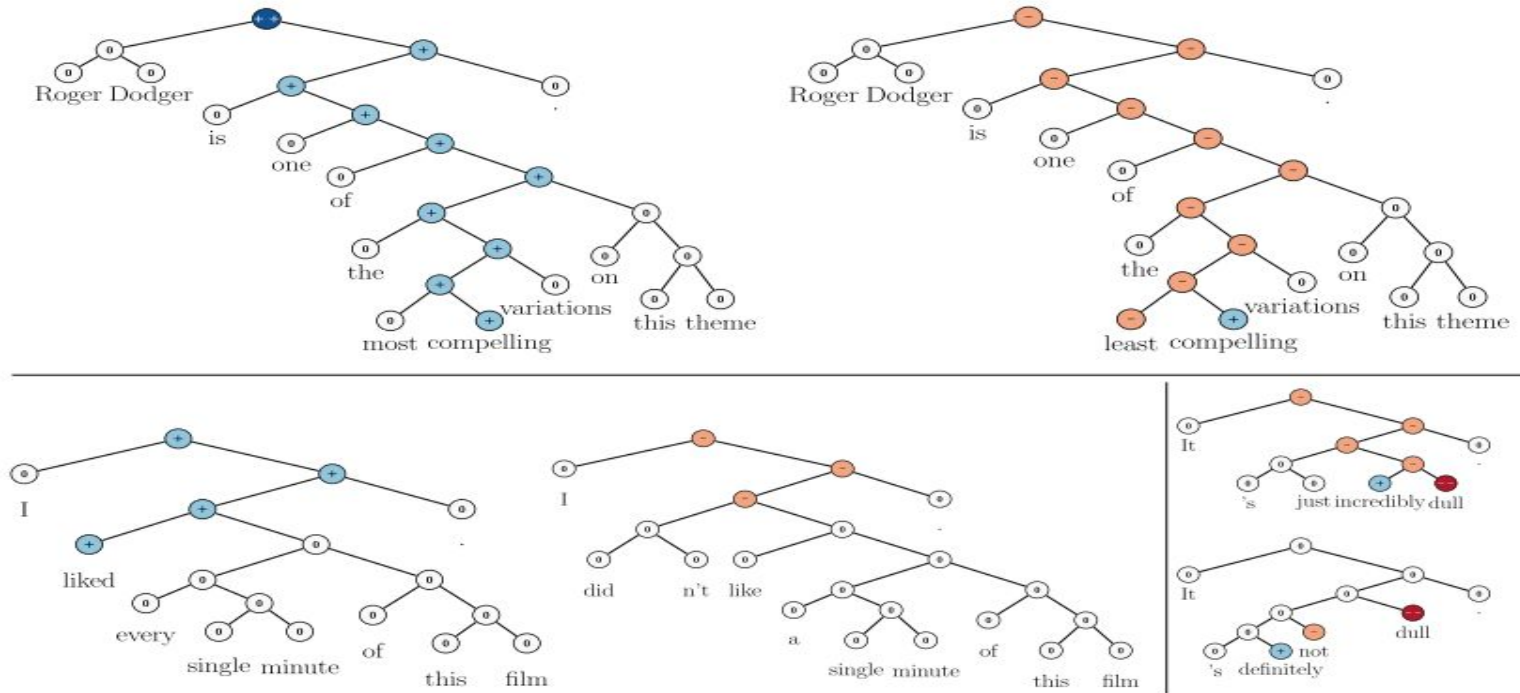 Roger Dodger
is
one
of
the
most compelling
variations
on
this theme
.
Roger Dodger
is
one
of
the
least compelling
variations
on
this theme
.
I
liked
every
single minute
of
this film
.
I
did n't like
a
single minute
of
this film
.
It
's just incredibly dull
.
It
's definitely not
dull
.